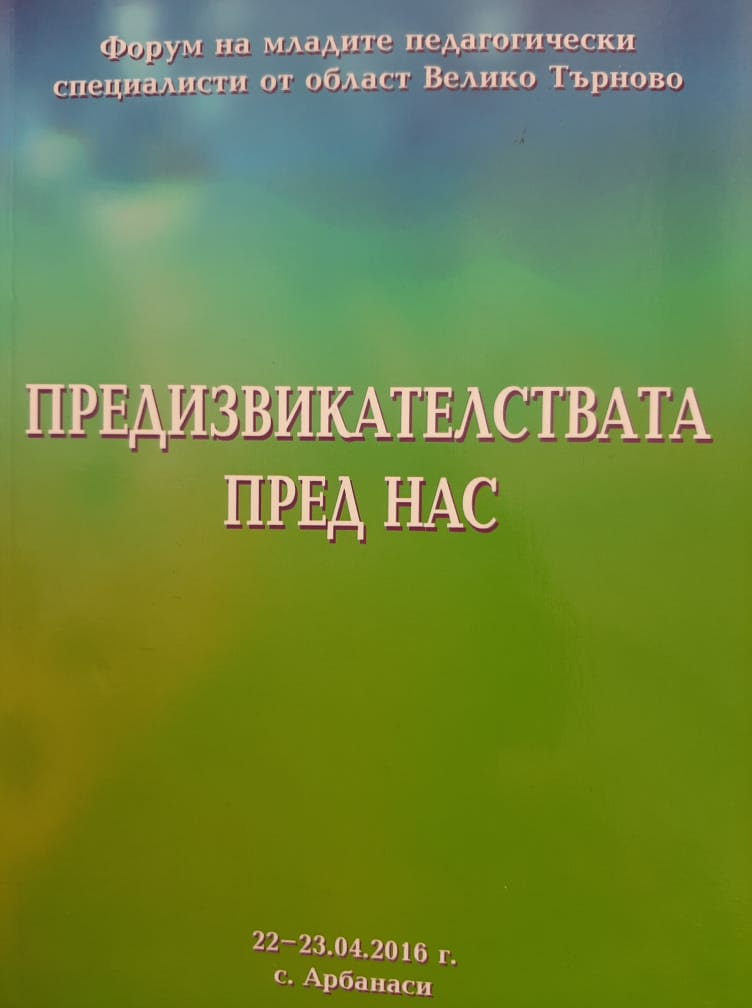 Форум на младите педагогически
специалисти от област Велико Търново
ПРЕДИЗВИКАТЕЛСТВАТА
ПРЕД НАС
22–23.04.2016 г.
с. Арбанаси